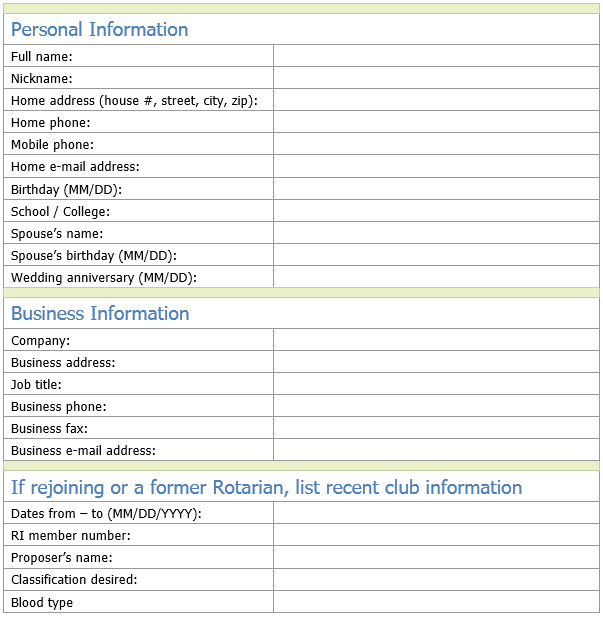 Personal Information
Full name:
Nickname:
Home address (house #, street, city, zip):
Home phone:
Mobile phone:
Home e-mail address:
Birthday (MM/DD):
School / College:
Spouse’s name:
Spouse’s birthday (MM/DD):
Wedding anniversary (MM/DD):
Business Information
Company:
Business address:
Job title:
Business phone:
Business fax:
Business e-mail address:
If rejoining or a former Rotarian, list recent club information
Dates from – to (MM/DD/YYYY):
RI member number:
Proposer’s name:
Classification desired:
Blood type